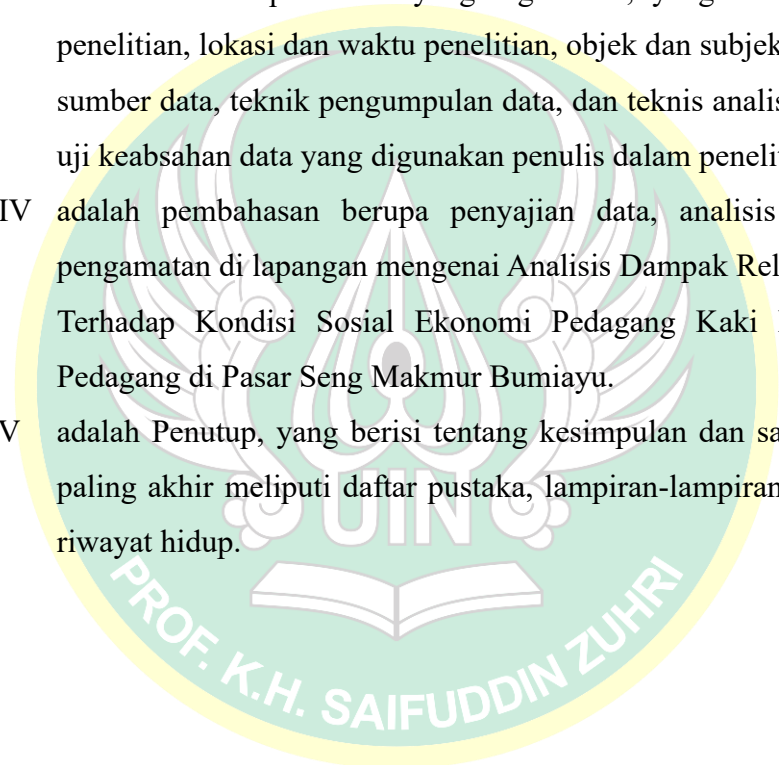 penelitian, lokasi dan waktu penelitian, objek dan subjek
sumber data, teknik pengumpulan data, dan teknis analis
uji keabsahan data yang digunakan penulis dalam penelit
IV adalah pembahasan berupa penyajian data, analisis
pengamatan di lapangan mengenai Analisis Dampak Rel
Terhadap Kondisi Sosial Ekonomi Pedagang Kaki
Pedagang di Pasar Seng Makmur Bumiayu.
V adalah Penutup, yang berisi tentang kesimpulan dan sa
paling akhir meliputi daftar pustaka, lampiran-lampiran
riwayat hidup.
UIN
PROF. K.H. SAIFUDDIN ZUHRI